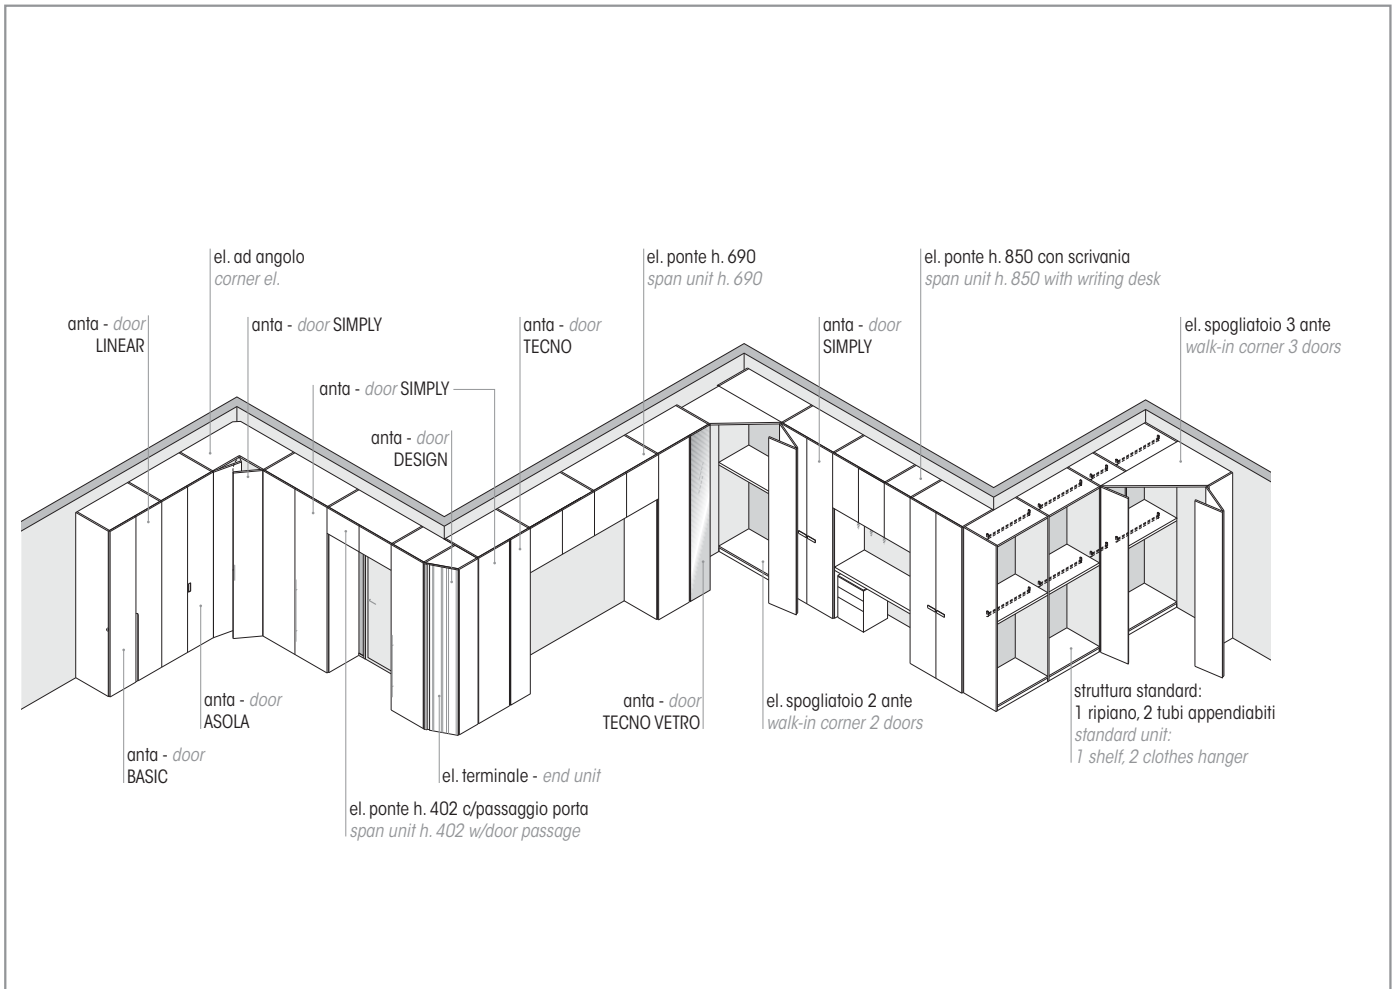 el. ad angolo
corner el.
el. ponte h. 690
span unit h. 690
el. ponte h. 850 con scrivania
span unit h. 850 with writing desk
anta - door
LINEAR
anta - door SIMPLY
anta - door
TECNO
anta - door
SIMPLY
el. spogliatoio 3 ante
walk-in corner 3 doors
anta - door SIMPLY
anta - door
DESIGN
anta - door
ASOLA
anta - door
BASIC
anta - door
TECNO VETRO
el. spogliatoio 2 ante
walk-in corner 2 doors
struttura standard:
1 ripiano, 2 tubi appendiabiti
standard unit:
1 shelf, 2 clothes hanger
el. terminale - end unit
el. ponte h. 402 c/passaggio porta
span unit h. 402 w/door passage